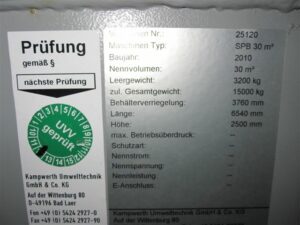 Prüfung
gemäß §
nächste Prüfung
UVV
geprüft
Kampwerth Umwelttechnik
GmbH & Co. KG
Auf der Wittenburg 80
D-49196 Bad Laer
Fon +49 (0) 5424 2927-0
Fax +49 (0) 5424 2927-90
Nr.: 25120
Maschinen Typ: SPB 30 m³
Baujahr: 2010
Nennvolumen: 30 m³
Leergewicht: 3200 kg
zul. Gesamtgewicht: 15000 kg
Behälterverriegelung: 3760 mm
Länge: 6540 mm
Höhe: 2500 mm
max. Betriebsüberdruck: --
Schutzart: --
Nennstrom: --
Nennspannung: --
Nennleistung: --
E-Anschluss: --
Kampwerth Umwelttechnik GmbH & Co. KG
Auf der Wittenburg 80